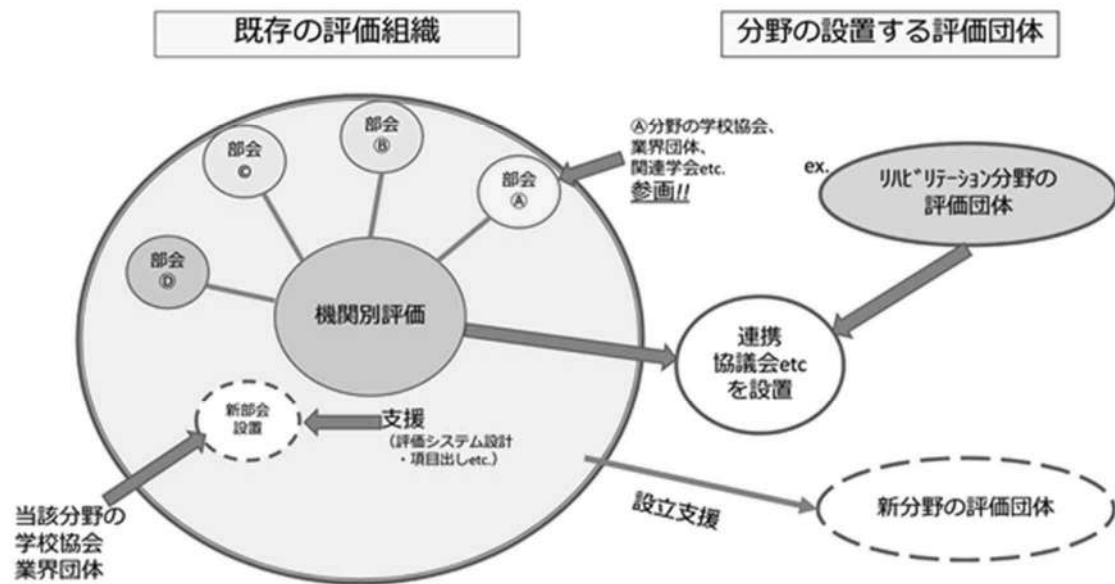 既存の評価組織
分野の設置する評価団体
部会
Ⓑ
部会
Ⓒ
部会
Ⓐ
部会
Ⓓ
Ⓐ分野の学校協会、
業界団体、
関連学会etc.
参画!!
ex.
ﾘﾊﾋﾞﾘﾃｰｼｮﾝ分野の
評価団体
機関別評価
連携
協議会etc
を設置
新部会
設置
支援
（評価システム設計
・項目出しetc.）
当該分野の
学校協会
業界団体
設立支援
新分野の評価団体